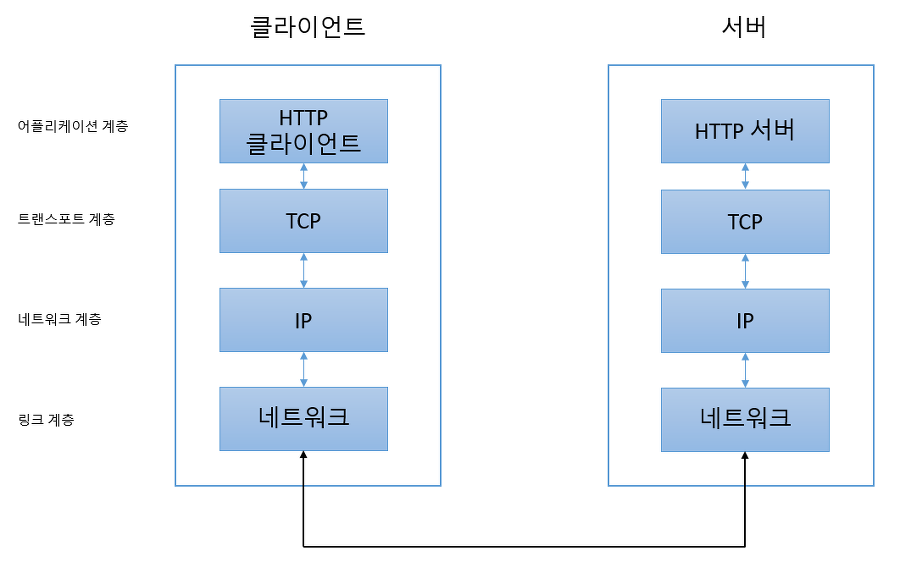 클라이언트
서버
어플리케이션 계층
HTTP
클라이언트
HTTP 서버
트랜스포트 계층
TCP
TCP
네트워크 계층
IP
IP
링크 계층
네트워크
네트워크